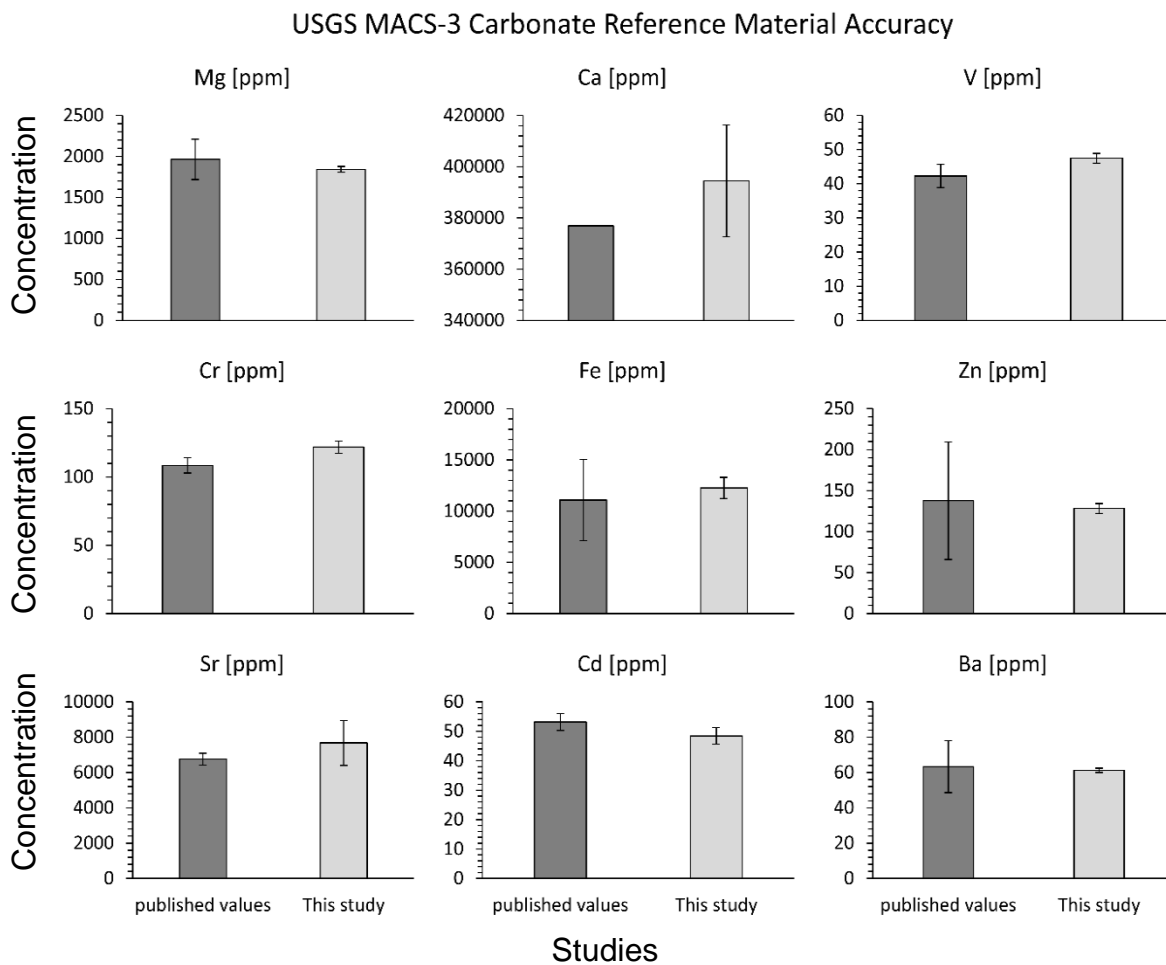 USGS MACS-3 Carbonate Reference Material Accuracy
Mg [ppm]
Concentration
2500
2000
1500
1000
500
0
Ca [ppm]
420000
400000
380000
360000
340000
V [ppm]
60
50
40
30
20
10
0
Cr [ppm]
Concentration
150
100
50
0
Fe [ppm]
20000
15000
10000
5000
0
Zn [ppm]
250
200
150
100
50
0
Sr [ppm]
Concentration
10000
8000
6000
4000
2000
0
published values
This study
Cd [ppm]
60
50
40
30
20
10
0
published values
This study
Ba [ppm]
100
80
60
40
20
0
published values
This study
Studies